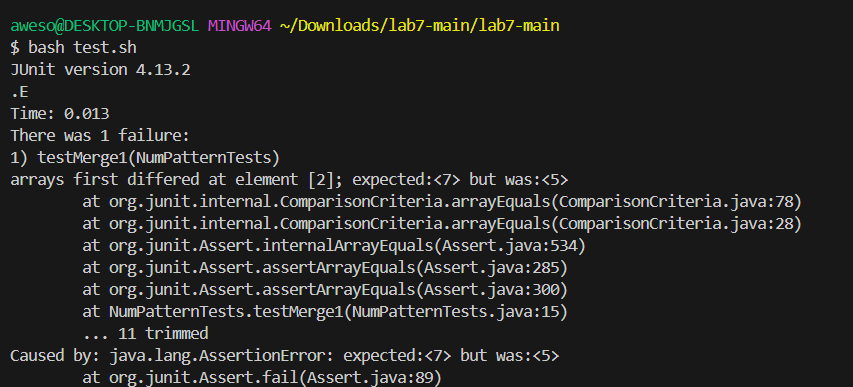 aweso@DESKTOP-BNMJGSL MINGW64 ~/Downloads/lab7-main/lab7-main
$ bash test.sh
JUnit version 4.13.2
.E
Time: 0.013
There was 1 failure:
1) testMerge1(NumPatternTests)
arrays first differed at element [2]; expected:<7> but was:<5>
        at org.junit.internal.ComparisonCriteria.arrayEquals(ComparisonCriteria.java:78)
        at org.junit.internal.ComparisonCriteria.arrayEquals(ComparisonCriteria.java:28)
        at org.junit.Assert.internalArrayEquals(Assert.java:534)
        at org.junit.Assert.assertArrayEquals(Assert.java:285)
        at org.junit.Assert.assertArrayEquals(Assert.java:300)
        at NumPatternTests.testMerge1(NumPatternTests.java:15)
        ... 11 trimmed
Caused by: java.lang.AssertionError: expected:<7> but was:<5>
        at org.junit.Assert.fail(Assert.java:89)